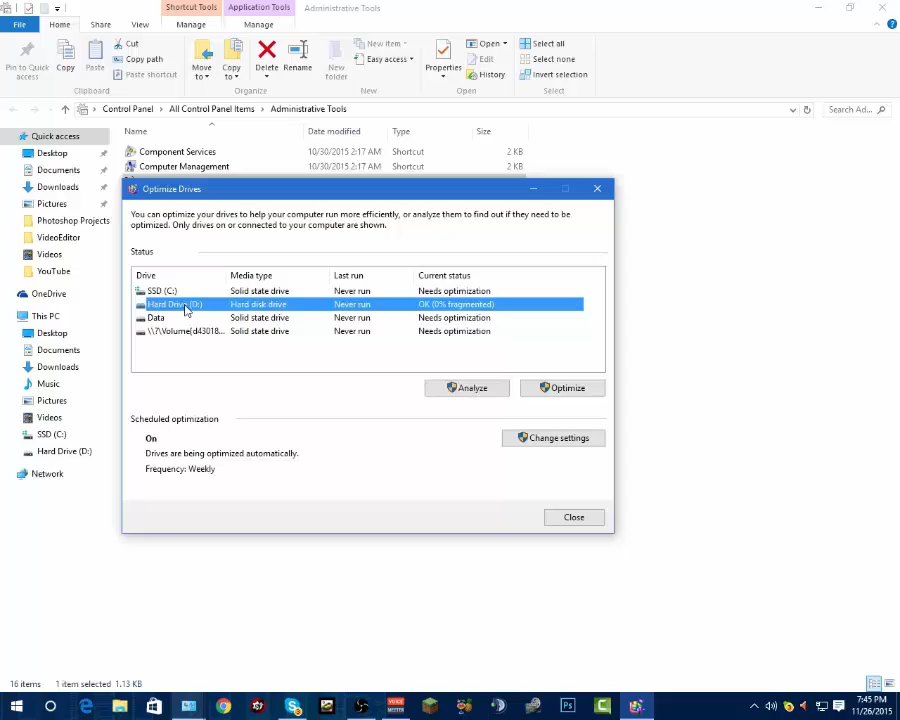 Shortcut Tools Application Tools Administrative Tools
File Home Share View Manage Manage
Pin to Quick access
Copy
Paste
Cut
Copy path
Paste shortcut
Move to
Copy to
Delete
Rename
New folder
New item
Easy access
Properties
Open
Edit
History
Select all
Select none
Invert selection
Clipboard Organize New Open Select
Control Panel All Control Panel Items Administrative Tools Search Ad...
Name Date modified Type Size
Component Services 10/30/2015 2:17 AM Shortcut 2 KB
Computer Management 10/30/2015 2:17 AM Shortcut 2 KB
Quick access
Desktop
Documents
Downloads
Pictures
Photoshop Projects
VideoEditor
Videos
YouTube
OneDrive
This PC
Desktop
Documents
Downloads
Music
Pictures
Videos
SSD (C:)
Hard Drive (D:)
Network
Optimize Drives
You can optimize your drives to help your computer run more efficiently, or analyze them to find out if they need to be
optimized. Only drives on or connected to your computer are shown.
Status
Drive Media type Last run Current status
SSD (C:) Solid state drive Never run Needs optimization
Hard Drive (D:) Hard disk drive Never run OK (0% fragmented)
Data Solid state drive Never run Needs optimization
\\?\Volume{d43018... Solid state drive Never run Needs optimization
Analyze Optimize
Scheduled optimization
On
Change settings
Drives are being optimized automatically.
Frequency: Weekly
Close
16 items 1 item selected 1.13 KB
7:45 PM
11/26/2015